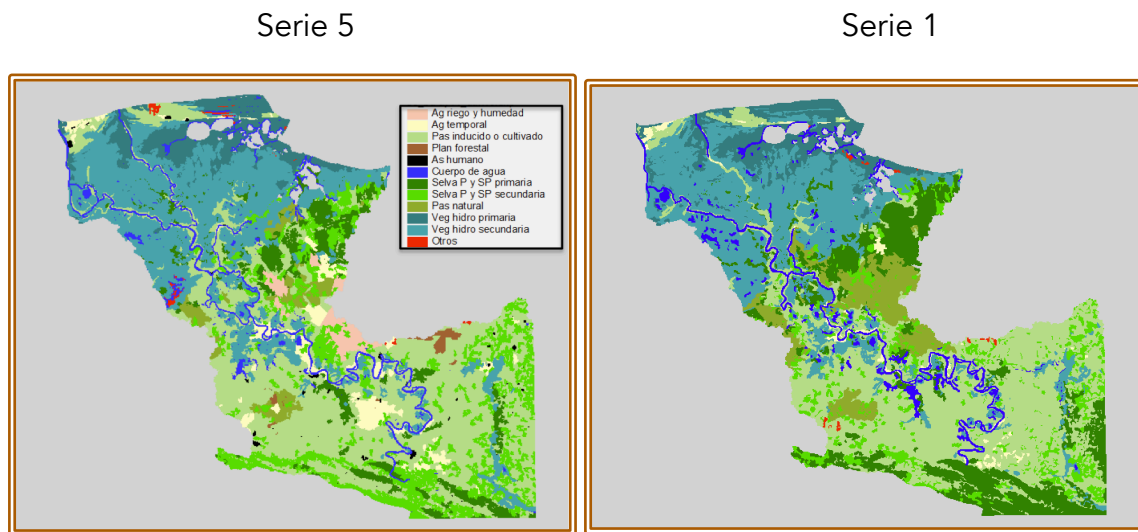 Serie 5
Serie 1
Ag riego y humedad
Ag temporal
Pas inducido o cultivado
Plan forestal
As humano
Cuerpo de agua
Selva P y SP primaria
Selva P y SP secundaria
Pas natural
Veg hidro primaria
Veg hidro secundaria
Otros